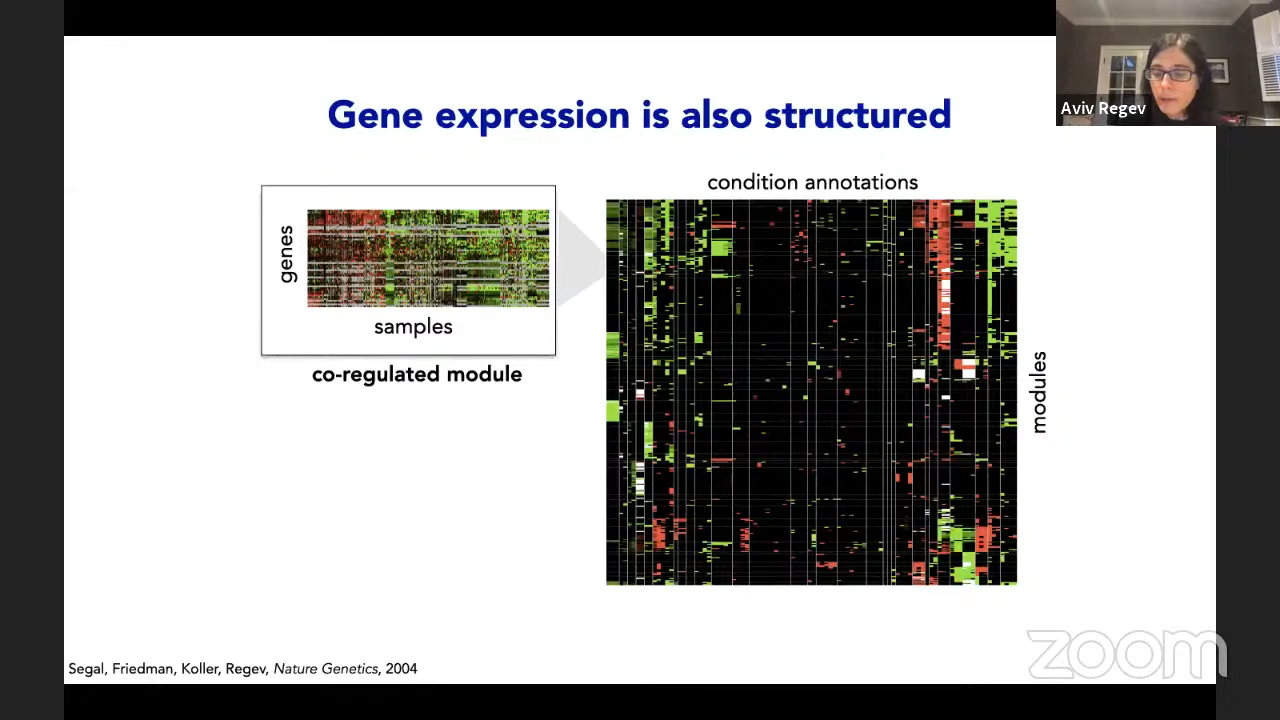 Aviv Regev
Gene expression is also structured
condition annotations
genes
samples
co-regulated module
modules
Segal, Friedman, Koller, Regev, Nature Genetics, 2004
zoom